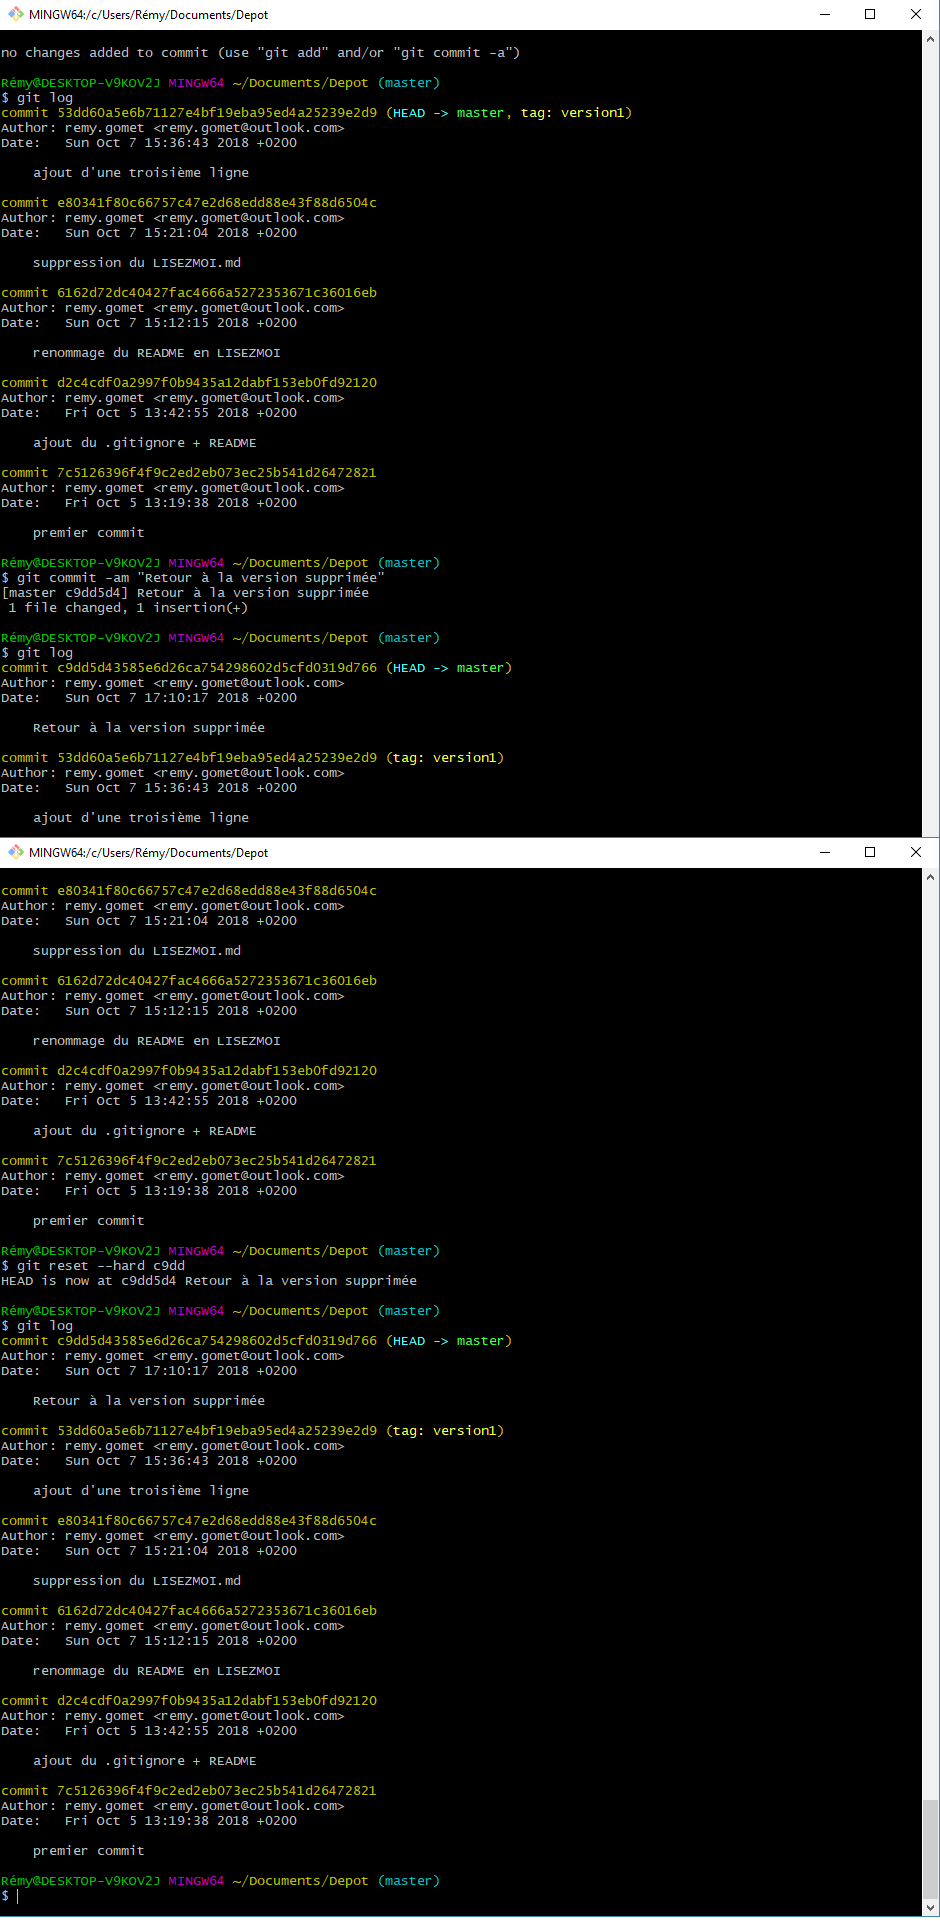 MINGW64:/c/Users/Rémy/Documents/Depot
no changes added to commit (use "git add" and/or "git commit -a")
Rémy@DESKTOP-V9KOV2J MINGW64 ~/Documents/Depot (master)
$ git log
commit 53dd60a5e6b71127e4bf19eba95ed4a25239e2d9 (HEAD -> master, tag: version1)
Author: remy.gomet <remy.gomet@outlook.com>
Date:   Sun Oct 7 15:36:43 2018 +0200
    ajout d'une troisième ligne
commit e80341f80c66757c47e2d68edd88e43f88d6504c
Author: remy.gomet <remy.gomet@outlook.com>
Date:   Sun Oct 7 15:21:04 2018 +0200
    suppression du LISEZMOI.md
commit 6162d72dc40427fac4666a5272353671c36016eb
Author: remy.gomet <remy.gomet@outlook.com>
Date:   Sun Oct 7 15:12:15 2018 +0200
    renommage du README en LISEZMOI
commit d2c4cdf0a2997f0b9435a12dabf153eb0fd92120
Author: remy.gomet <remy.gomet@outlook.com>
Date:   Fri Oct 5 13:42:55 2018 +0200
    ajout du .gitignore + README
commit 7c5126396f4f9c2ed2eb073ec25b541d26472821
Author: remy.gomet <remy.gomet@outlook.com>
Date:   Fri Oct 5 13:19:38 2018 +0200
    premier commit
Rémy@DESKTOP-V9KOV2J MINGW64 ~/Documents/Depot (master)
$ git commit -am "Retour à la version supprimée"
[master c9dd5d4] Retour à la version supprimée
 1 file changed, 1 insertion(+)
Rémy@DESKTOP-V9KOV2J MINGW64 ~/Documents/Depot (master)
$ git log
commit c9dd5d43585e6d26ca754298602d5cfd0319d766 (HEAD -> master)
Author: remy.gomet <remy.gomet@outlook.com>
Date:   Sun Oct 7 17:10:17 2018 +0200
    Retour à la version supprimée
commit 53dd60a5e6b71127e4bf19eba95ed4a25239e2d9 (tag: version1)
Author: remy.gomet <remy.gomet@outlook.com>
Date:   Sun Oct 7 15:36:43 2018 +0200
    ajout d'une troisième ligne
MINGW64:/c/Users/Rémy/Documents/Depot
commit e80341f80c66757c47e2d68edd88e43f88d6504c
Author: remy.gomet <remy.gomet@outlook.com>
Date:   Sun Oct 7 15:21:04 2018 +0200
    suppression du LISEZMOI.md
commit 6162d72dc40427fac4666a5272353671c36016eb
Author: remy.gomet <remy.gomet@outlook.com>
Date:   Sun Oct 7 15:12:15 2018 +0200
    renommage du README en LISEZMOI
commit d2c4cdf0a2997f0b9435a12dabf153eb0fd92120
Author: remy.gomet <remy.gomet@outlook.com>
Date:   Fri Oct 5 13:42:55 2018 +0200
    ajout du .gitignore + README
commit 7c5126396f4f9c2ed2eb073ec25b541d26472821
Author: remy.gomet <remy.gomet@outlook.com>
Date:   Fri Oct 5 13:19:38 2018 +0200
    premier commit
Rémy@DESKTOP-V9KOV2J MINGW64 ~/Documents/Depot (master)
$ git reset --hard c9dd
HEAD is now at c9dd5d4 Retour à la version supprimée
Rémy@DESKTOP-V9KOV2J MINGW64 ~/Documents/Depot (master)
$ git log
commit c9dd5d43585e6d26ca754298602d5cfd0319d766 (HEAD -> master)
Author: remy.gomet <remy.gomet@outlook.com>
Date:   Sun Oct 7 17:10:17 2018 +0200
    Retour à la version supprimée
commit 53dd60a5e6b71127e4bf19eba95ed4a25239e2d9 (tag: version1)
Author: remy.gomet <remy.gomet@outlook.com>
Date:   Sun Oct 7 15:36:43 2018 +0200
    ajout d'une troisième ligne
commit e80341f80c66757c47e2d68edd88e43f88d6504c
Author: remy.gomet <remy.gomet@outlook.com>
Date:   Sun Oct 7 15:21:04 2018 +0200
    suppression du LISEZMOI.md
commit 6162d72dc40427fac4666a5272353671c36016eb
Author: remy.gomet <remy.gomet@outlook.com>
Date:   Sun Oct 7 15:12:15 2018 +0200
    renommage du README en LISEZMOI
commit d2c4cdf0a2997f0b9435a12dabf153eb0fd92120
Author: remy.gomet <remy.gomet@outlook.com>
Date:   Fri Oct 5 13:42:55 2018 +0200
    ajout du .gitignore + README
commit 7c5126396f4f9c2ed2eb073ec25b541d26472821
Author: remy.gomet <remy.gomet@outlook.com>
Date:   Fri Oct 5 13:19:38 2018 +0200
    premier commit
Rémy@DESKTOP-V9KOV2J MINGW64 ~/Documents/Depot (master)
$